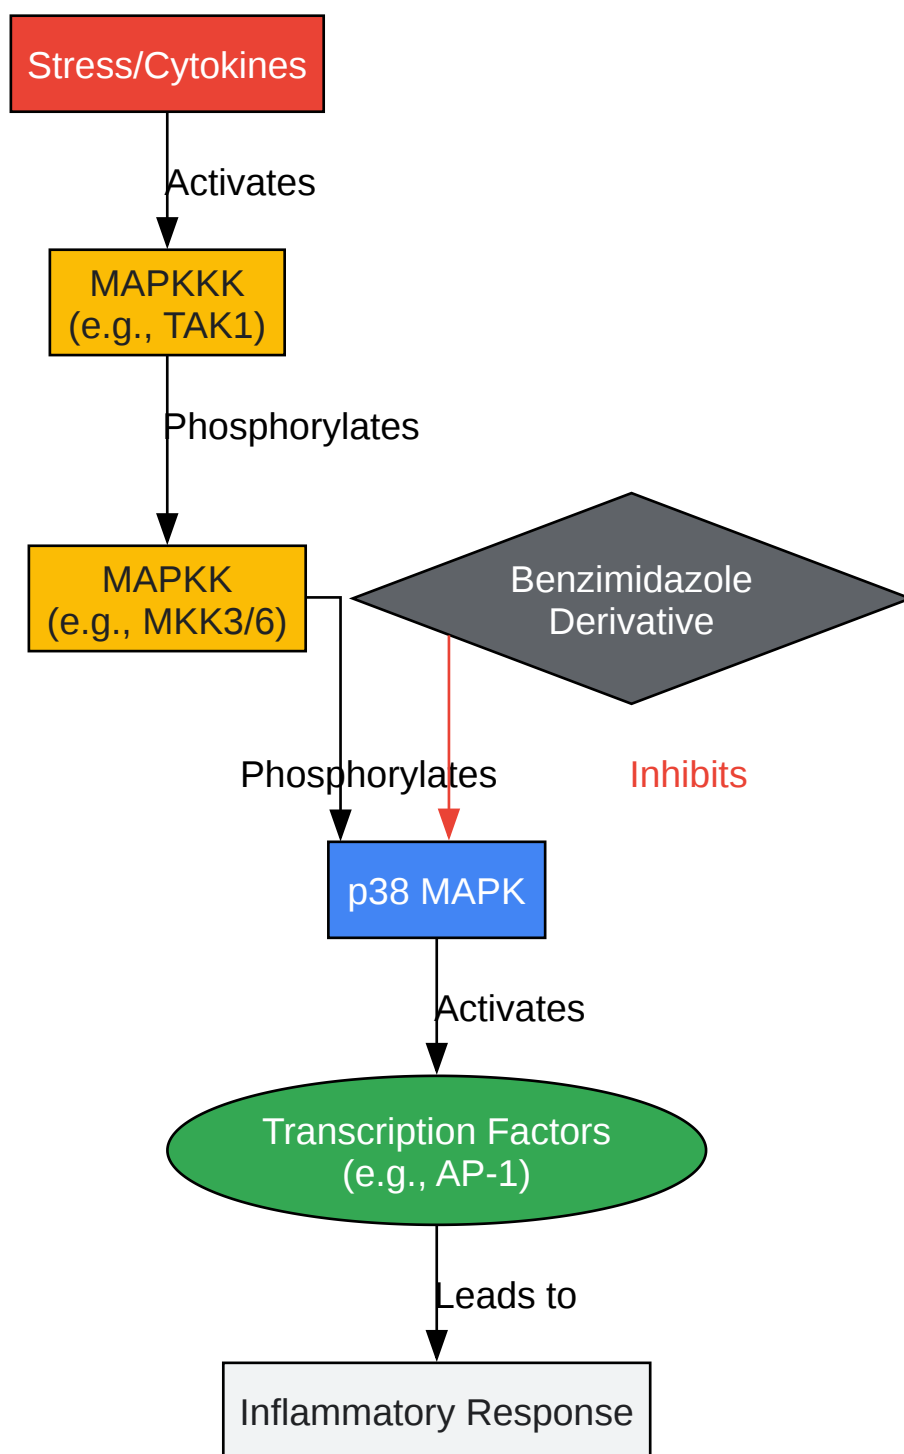 Stress/Cytokines
Activates
MAPKKK
(e.g., TAK1)
Phosphorylates
MAPKK
(e.g., MKK3/6)
Benzimidazole
Derivative
Phosphorylates
Inhibits
p38 MAPK
Activates
Transcription Factors
(e.g., AP-1)
Leads to
Inflammatory Response